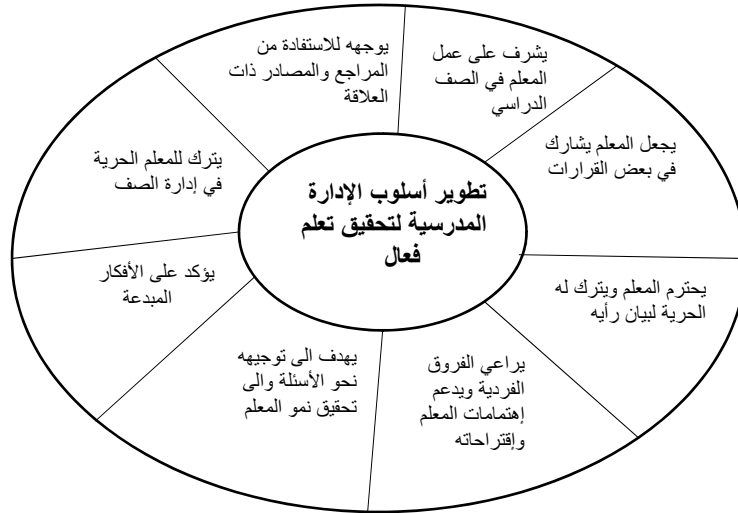 تطوير أسلوب الإدارة
المدرسية لتحقيق تعلم
فعال
يشرف على عمل
المعلم في الصف
الدراسي
يجعل المعلم يشارك
في بعض القرارات
يحترم المعلم ويترك له
الحرية لبيان رأيه
يراعي الفروق
الفردية ويدعم
إهتمامات المعلم
وإقتراحاته
يهدف الى توجيهه
نحو الأسئلة والى
تحقيق نمو المعلم
يؤكد على الأفكار
المبدعة
يترك للمعلم الحرية
في إدارة الصف
يوجهه للاستفادة من
المراجع والمصادر ذات
العلاقة